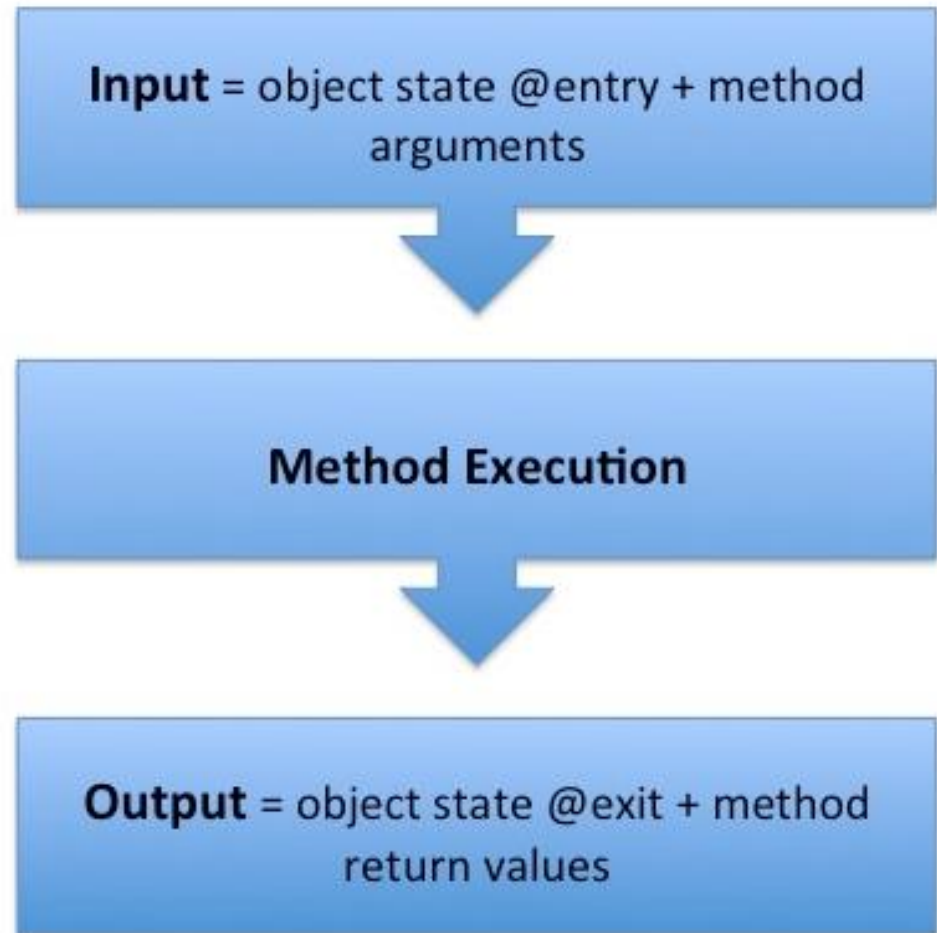 Input = object state @entry + method
arguments
Method Execution
Output = object state @exit + method
return values